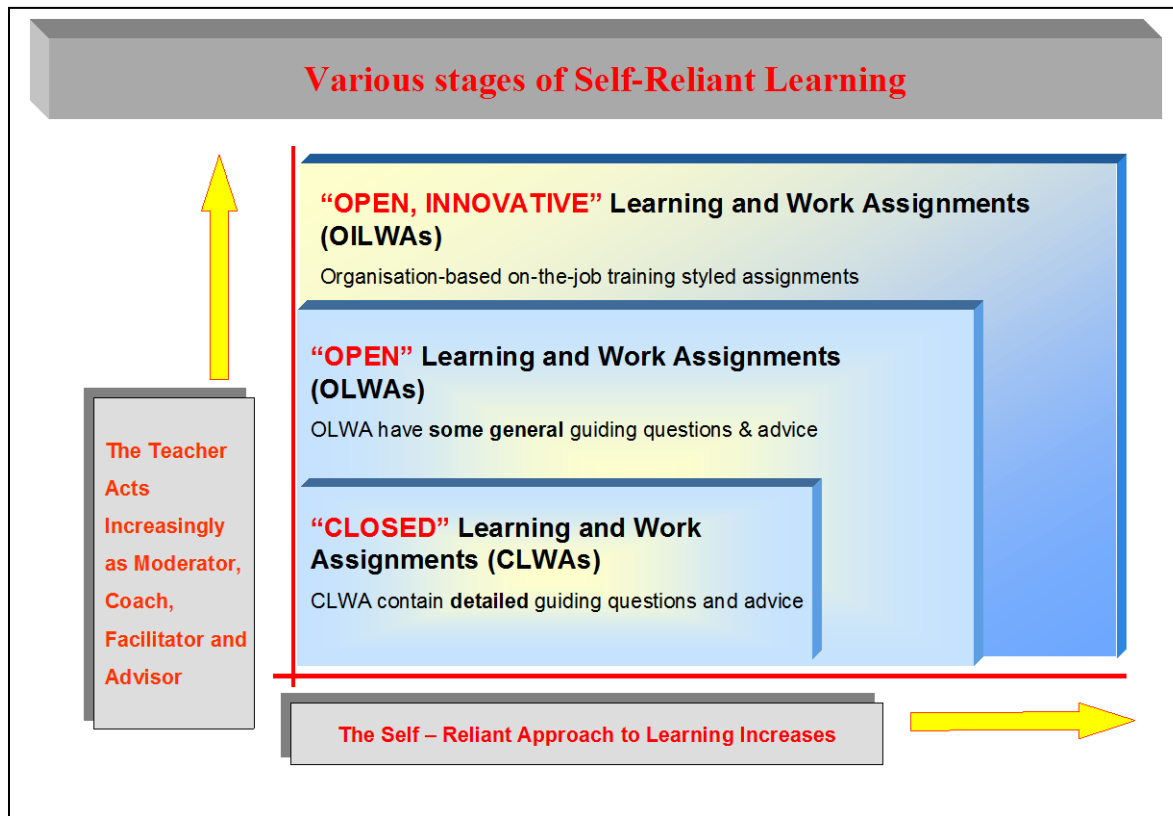 Various stages of Self-Reliant Learning
“OPEN, INNOVATIVE” Learning and Work Assignments
(OILWAs)
Organisation-based on-the-job training styled assignments
“OPEN” Learning and Work Assignments
(OLWAs)
OLWA have some general guiding questions & advice
“CLOSED” Learning and Work
Assignments (CLWAs)
CLWA contain detailed guiding questions and advice
The Teacher
Acts
Increasingly
as Moderator,
Coach,
Facilitator and
Advisor
The Self – Reliant Approach to Learning Increases